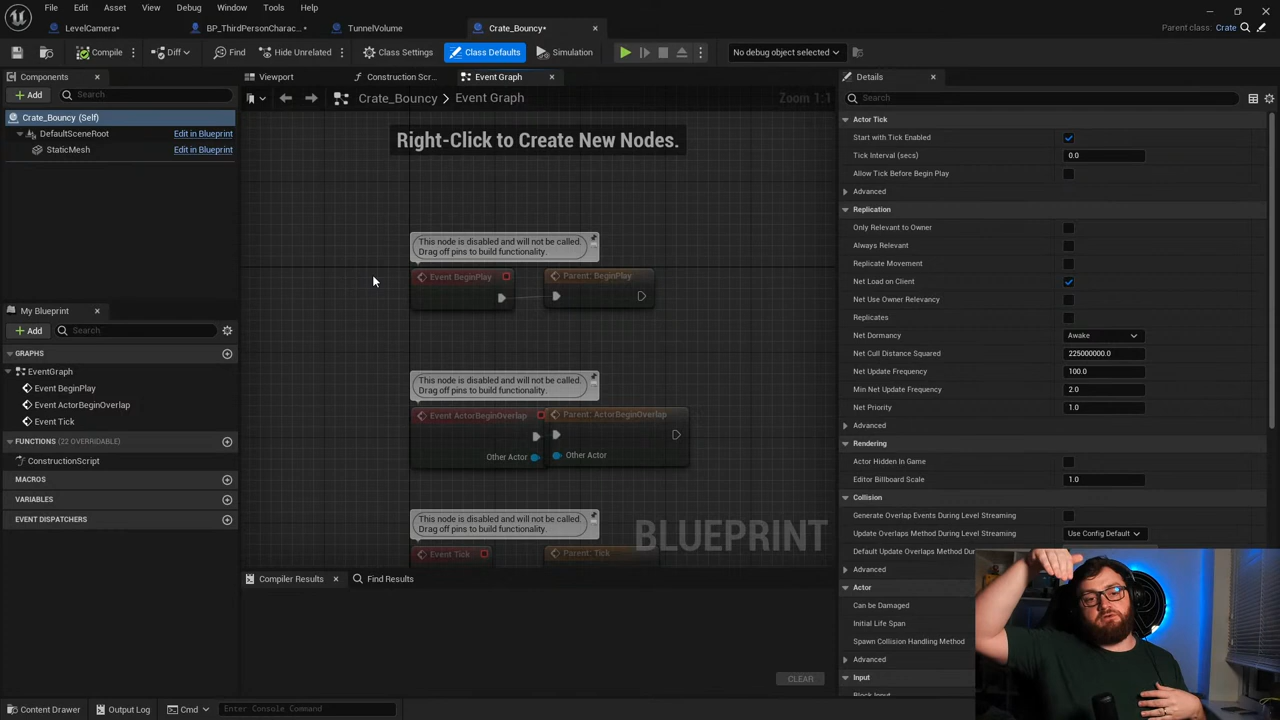 File Edit Asset View Debug Window Tools Help
LevelCamera•
BP_ThirdPersonCharac...•
TunnelVolume
Crate_Bouncy•
Parent class: Crate
Compile
Diff
Find
Hide Unrelated
Class Settings
Class Defaults
Simulation
No debug object selected
Components
Add
Search
Crate_Bouncy (Self)
DefaultSceneRoot
Edit in Blueprint
StaticMesh
Edit in Blueprint
My Blueprint
Add
Search
GRAPHS
EventGraph
Event BeginPlay
Event ActorBeginOverlap
Event Tick
FUNCTIONS (22 OVERRIDABLE)
ConstructionScript
MACROS
VARIABLES
EVENT DISPATCHERS
Viewport
Construction Scr...
Event Graph
Crate_Bouncy > Event Graph
Zoom 1:1
Right-Click to Create New Nodes.
This node is disabled and will not be called.
Drag off pins to build functionality.
Event BeginPlay
Parent: BeginPlay
This node is disabled and will not be called.
Drag off pins to build functionality.
Event ActorBeginOverlap
Parent: ActorBeginOverlap
Other Actor
Other Actor
This node is disabled and will not be called.
Drag off pins to build functionality.
Event Tick
Parent: Tick
BLUEPRINT
Compiler Results
Find Results
CLEAR
Details
Search
Actor Tick
Start with Tick Enabled
Tick Interval (secs)
0.0
Allow Tick Before Begin Play
Advanced
Replication
Only Relevant to Owner
Always Relevant
Replicate Movement
Net Load on Client
Net Use Owner Relevancy
Replicates
Net Dormancy
Awake
Net Cull Distance Squared
225000000.0
Net Update Frequency
100.0
Min Net Update Frequency
2.0
Net Priority
1.0
Advanced
Rendering
Actor Hidden In Game
Editor Billboard Scale
1.0
Collision
Generate Overlap Events During Level Streaming
Update Overlaps Method During Level Streaming
Use Config Default
Default Update Overlaps Method Du
Advanced
Actor
Can be Damaged
Initial Life Span
Spawn Collision Handling Method
Advanced
Input
Block Input
Content Drawer
Output Log
Cmd
Enter Console Command